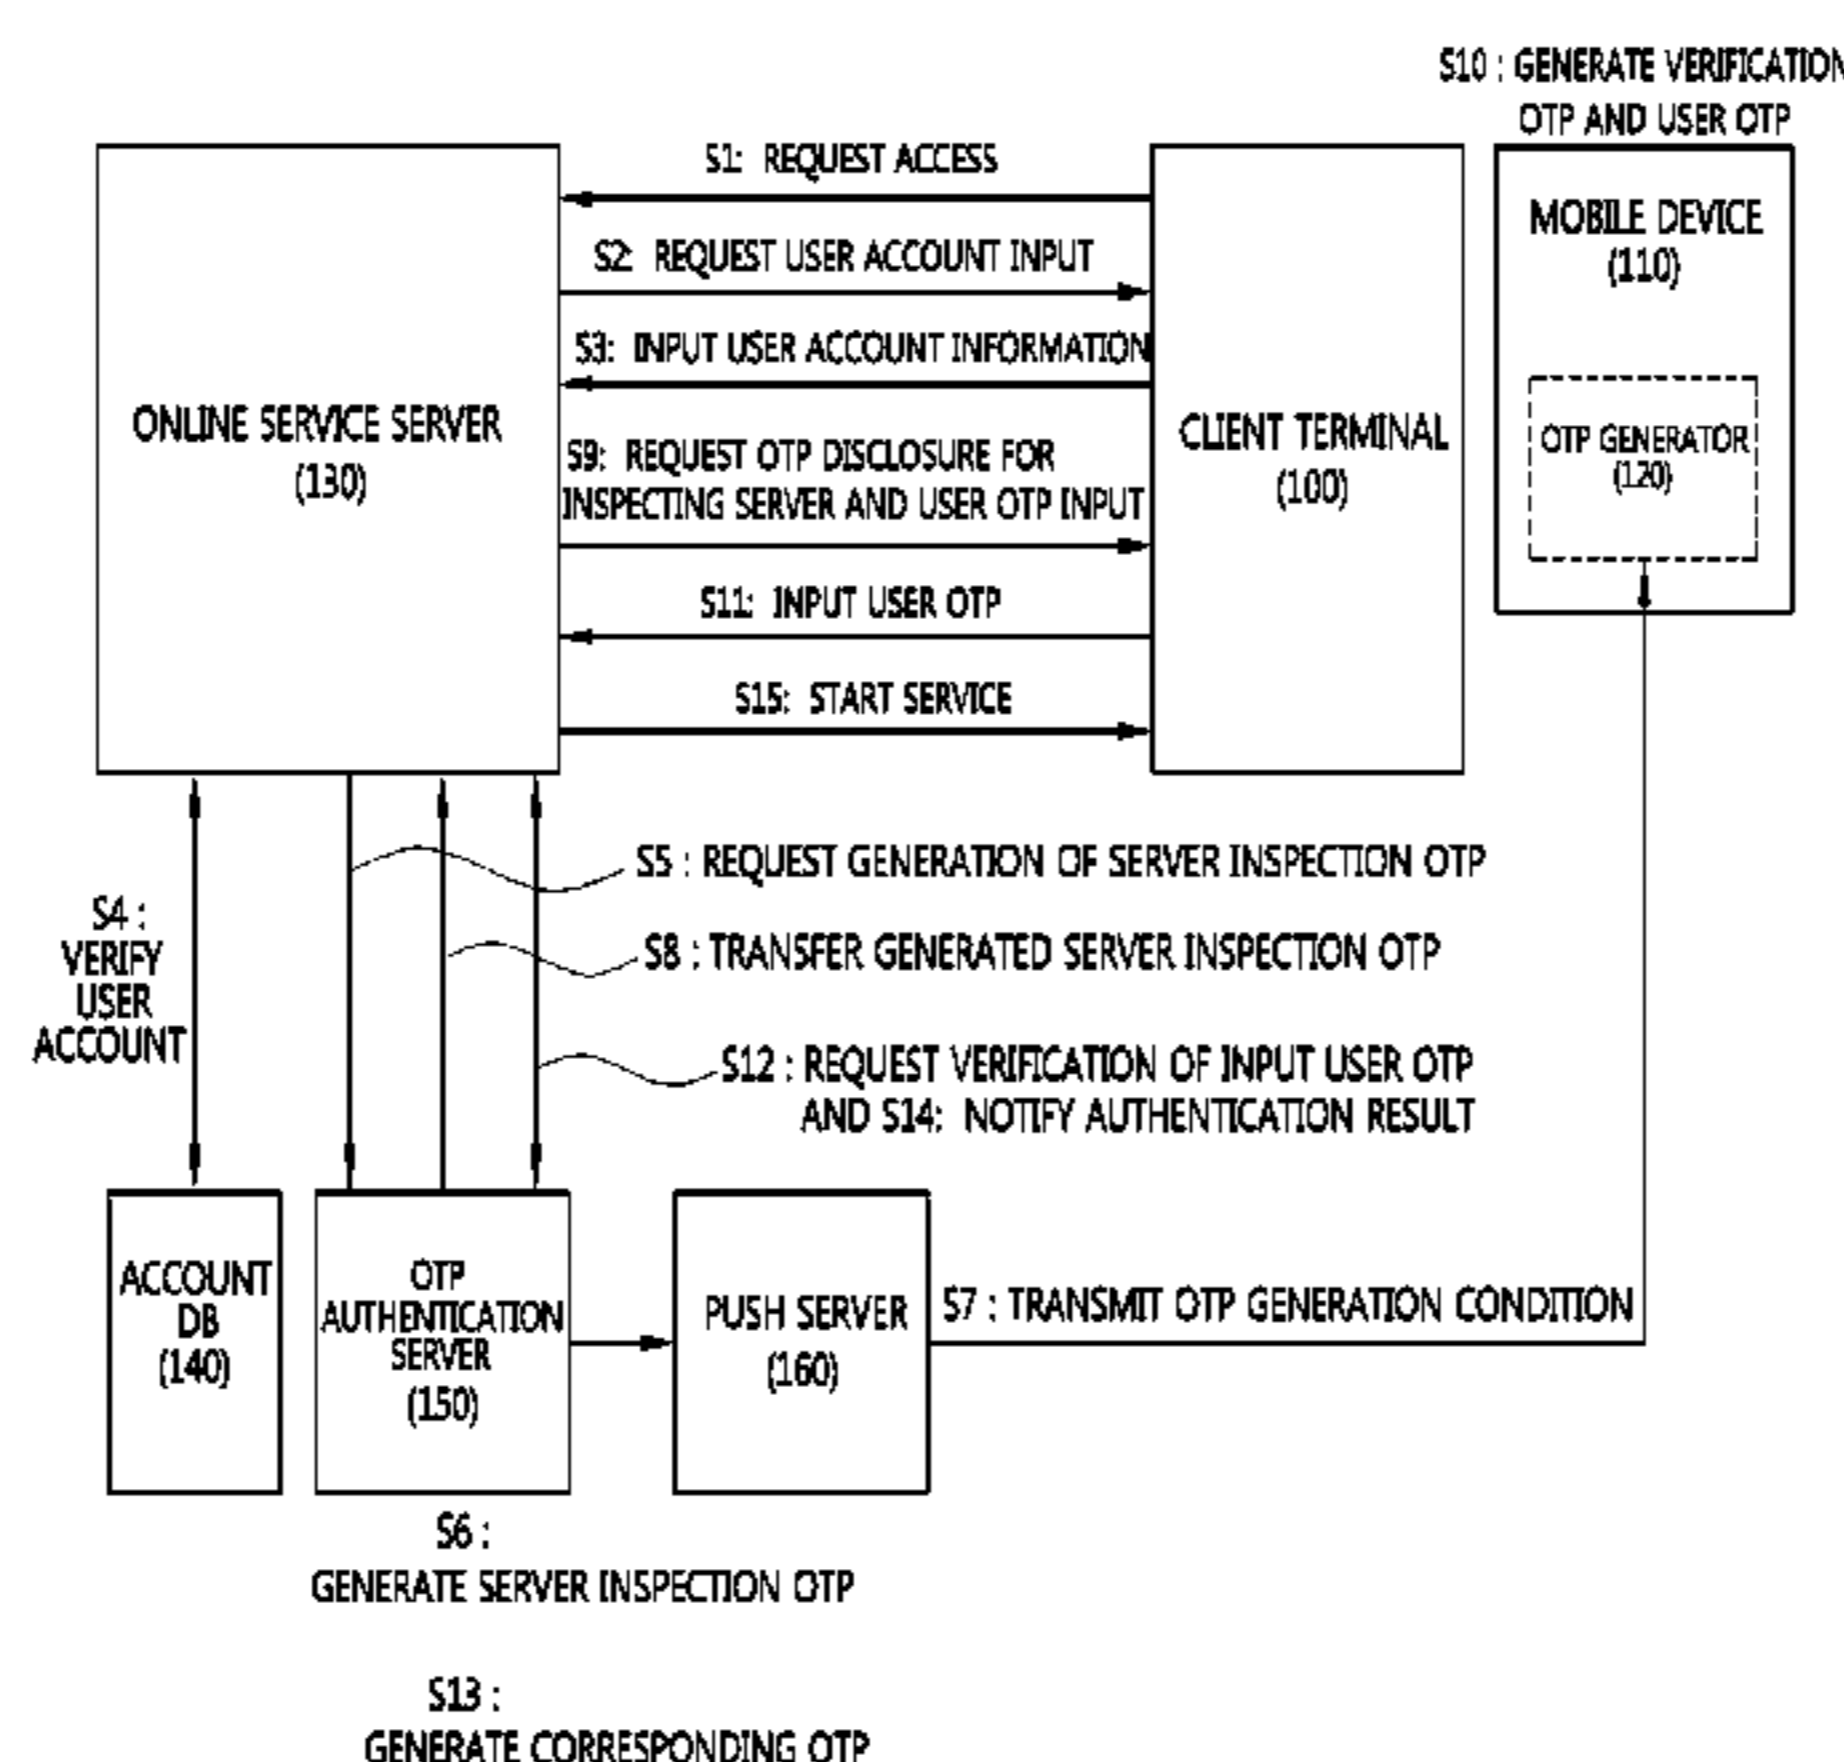 S10 : GENERATE VERIFICATION
OTP AND USER OTP
S1: REQUEST ACCESS
S2: REQUEST USER ACCOUNT INPUT
S3: INPUT USER ACCOUNT INFORMATION
S9: REQUEST OTP DISCLOSURE FOR
INSPECTING SERVER AND USER OTP INPUT
S11: INPUT USER OTP
S15: START SERVICE
ONLINE SERVICE SERVER
(130)
CLIENT TERMINAL
(100)
MOBILE DEVICE
(110)
OTP GENERATOR
(120)
S4 :
VERIFY
USER
ACCOUNT
S5 : REQUEST GENERATION OF SERVER INSPECTION OTP
S8 : TRANSFER GENERATED SERVER INSPECTION OTP
S12 : REQUEST VERIFICATION OF INPUT USER OTP
AND S14: NOTIFY AUTHENTICATION RESULT
ACCOUNT
DB
(140)
OTP
AUTHENTICATION
SERVER
(150)
PUSH SERVER
(160)
S7 : TRANSMIT OTP GENERATION CONDITION
S6 :
GENERATE SERVER INSPECTION OTP
S13 :
GENERATE CORRESPONDING OTP